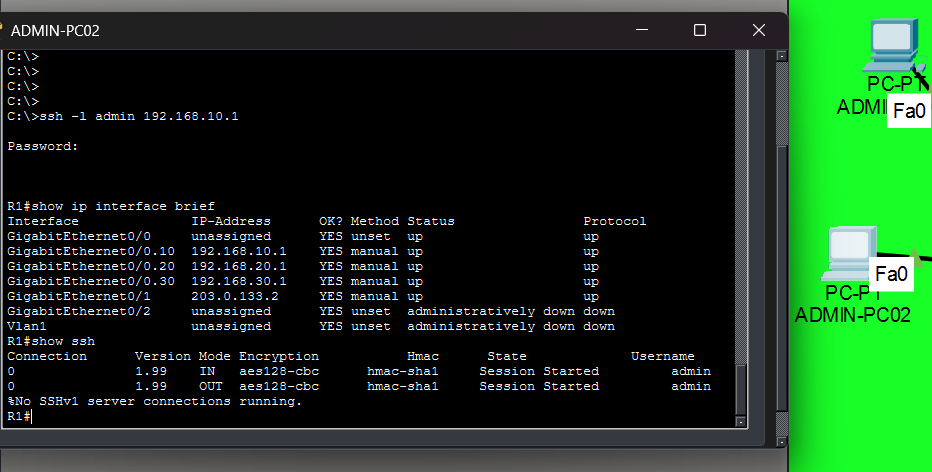 ADMIN-PC02
C:\>
C:\>
C:\>
C:\>
C:\>ssh -l admin 192.168.10.1
Password:
R1#show ip interface brief
Interface IP-Address OK? Method Status Protocol
GigabitEthernet0/0 unassigned YES unset up up
GigabitEthernet0/0.10 192.168.10.1 YES manual up up
GigabitEthernet0/0.20 192.168.20.1 YES manual up up
GigabitEthernet0/0.30 192.168.30.1 YES manual up up
GigabitEthernet0/1 203.0.133.2 YES manual up up
GigabitEthernet0/2 unassigned YES unset administratively down down
Vlan1 unassigned YES unset administratively down down
R1#show ssh
Connection Version Mode Encryption Hmac State Username
0 1.99 IN aes128-cbc hmac-sha1 Session Started admin
0 1.99 OUT aes128-cbc hmac-sha1 Session Started admin
%No SSHv1 server connections running.
R1#
PC-PT
ADMI
Fa0
Fa0
PC-PT
ADMIN-PC02